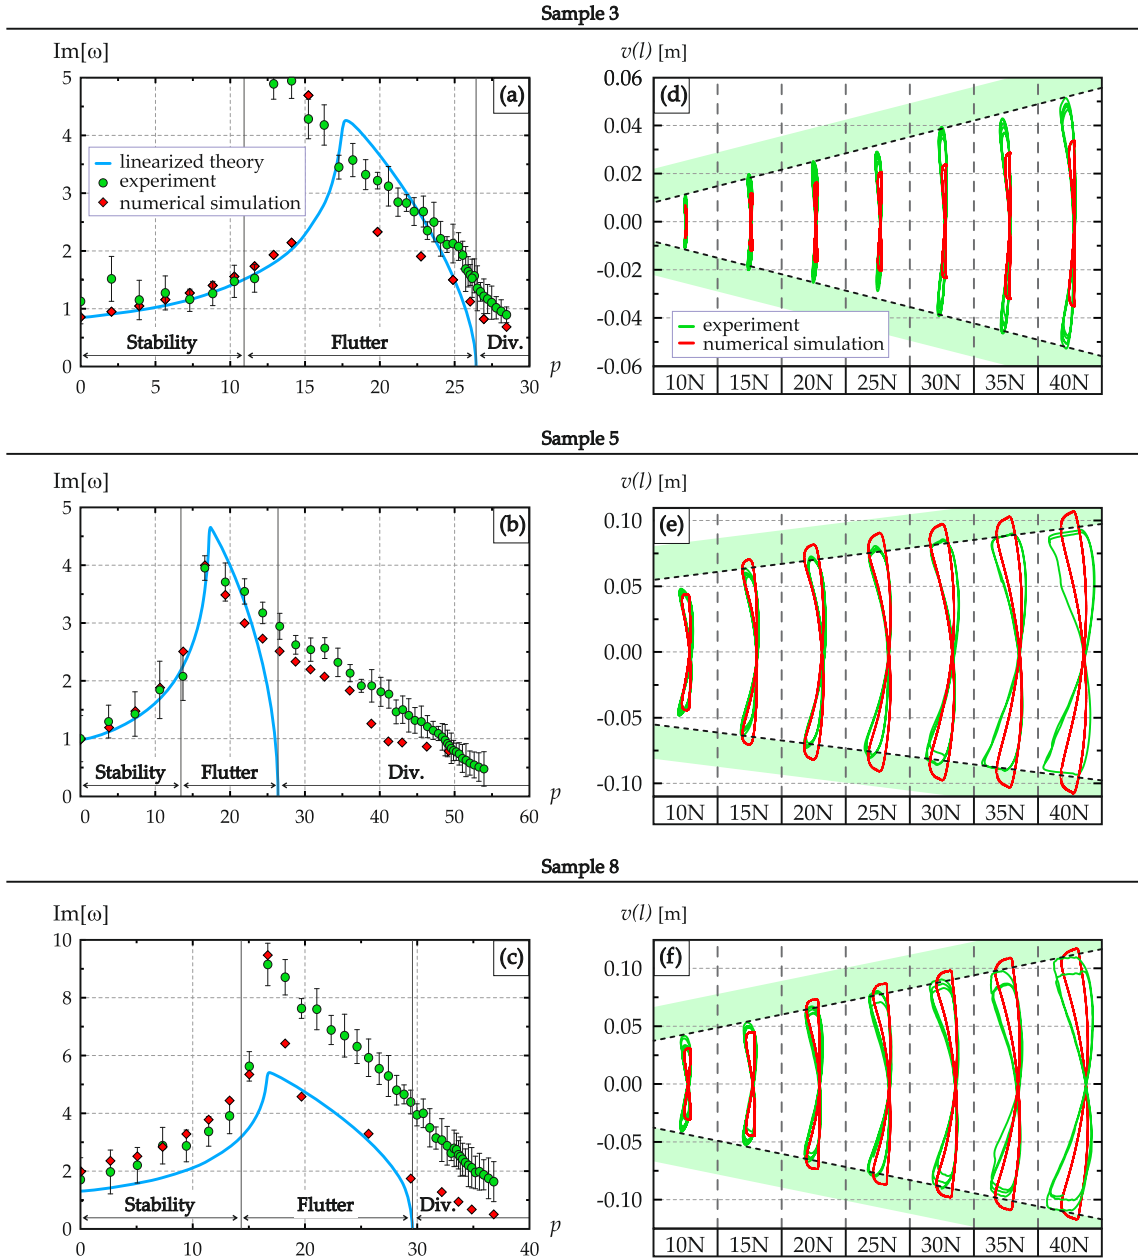 Sample 3
Im[ω]
5
4
3
2
1
0
(a)
linearized theory
experiment
numerical simulation
Stability
Flutter
Div.
0 5 10 15 20 25 30 p
v(l) [m]
0.06
0.04
0.02
0.00
-0.02
-0.04
-0.06
(d)
experiment
numerical simulation
10N 15N 20N 25N 30N 35N 40N
Sample 5
Im[ω]
5
4
3
2
1
0
(b)
Stability
Flutter
Div.
0 10 20 30 40 50 60 p
v(l) [m]
0.10
0.05
0.00
-0.05
-0.10
(e)
10N 15N 20N 25N 30N 35N 40N
Sample 8
Im[ω]
10
8
6
4
2
0
(c)
Stability
Flutter
Div.
0 10 20 30 40 p
v(l) [m]
0.10
0.05
0.00
-0.05
-0.10
(f)
10N 15N 20N 25N 30N 35N 40N